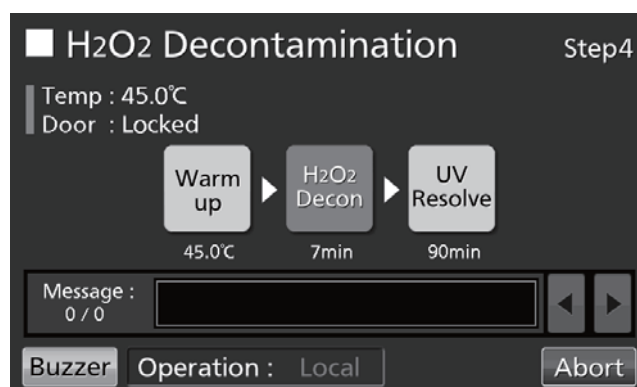 H2O2 Decontamination Step4
Temp : 45.0℃
Door : Locked
Warm up
H2O2 Decon
UV Resolve
45.0℃ 7min 90min
Message : 0 / 0
Buzzer Operation : Local Abort